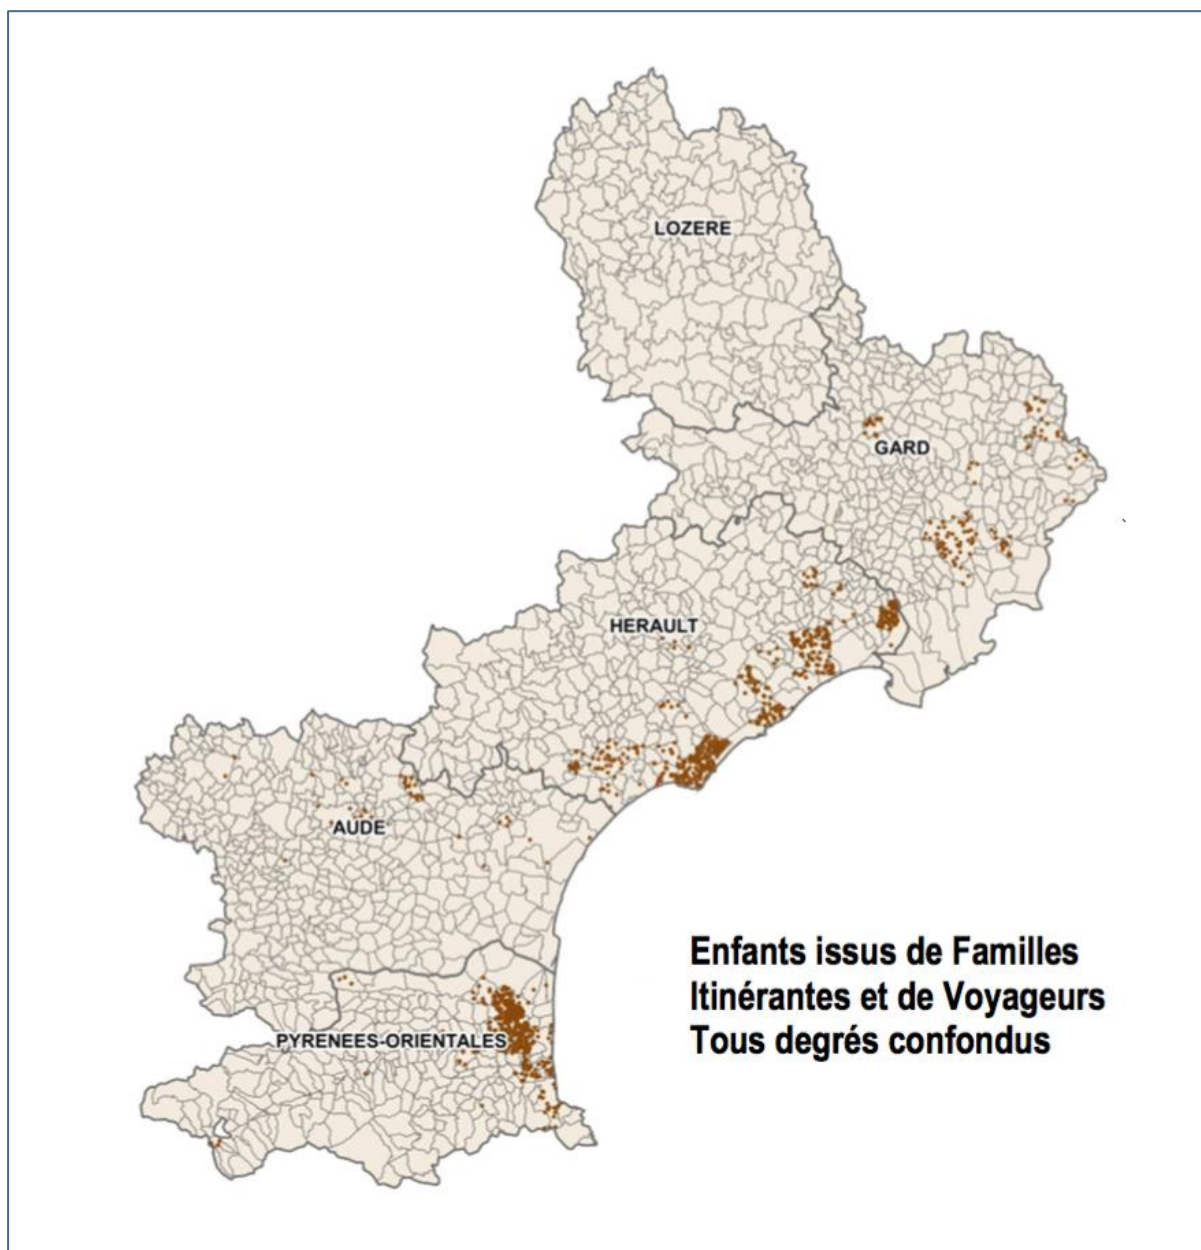 LOZERE
GARD
HERAULT
AUDE
PYRENEES-ORIENTALES
Enfants issus de Familles
Itinérantes et de Voyageurs
Tous degrés confondus